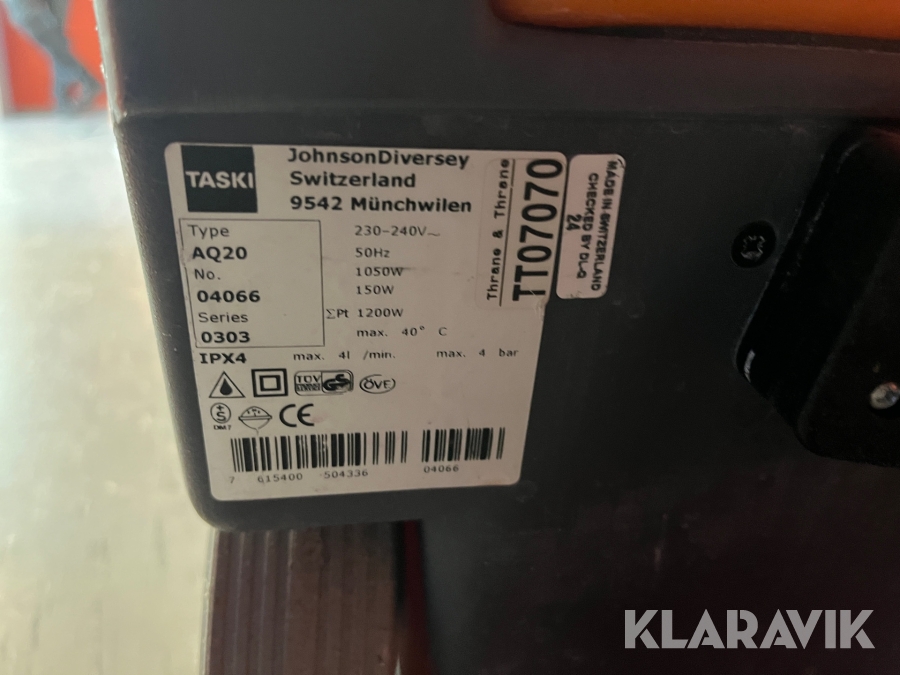 TASKI
JohnsonDiversey
Switzerland
9542 Münchwilen
Type
AQ20
No.
04066
Series
0303
230-240V~
50Hz
1050W
150W
ΣPt 1200W
max. 40° C
IPX4
max. 4l /min.
max. 4 bar
TÜV
GS
ÖVE
+S
CE
7 615400 504336
04066
Thrane & Thrane
TT07070
MADE IN SWITZERLAND
CHECKED BY DL-Q
24
KLARAVIK